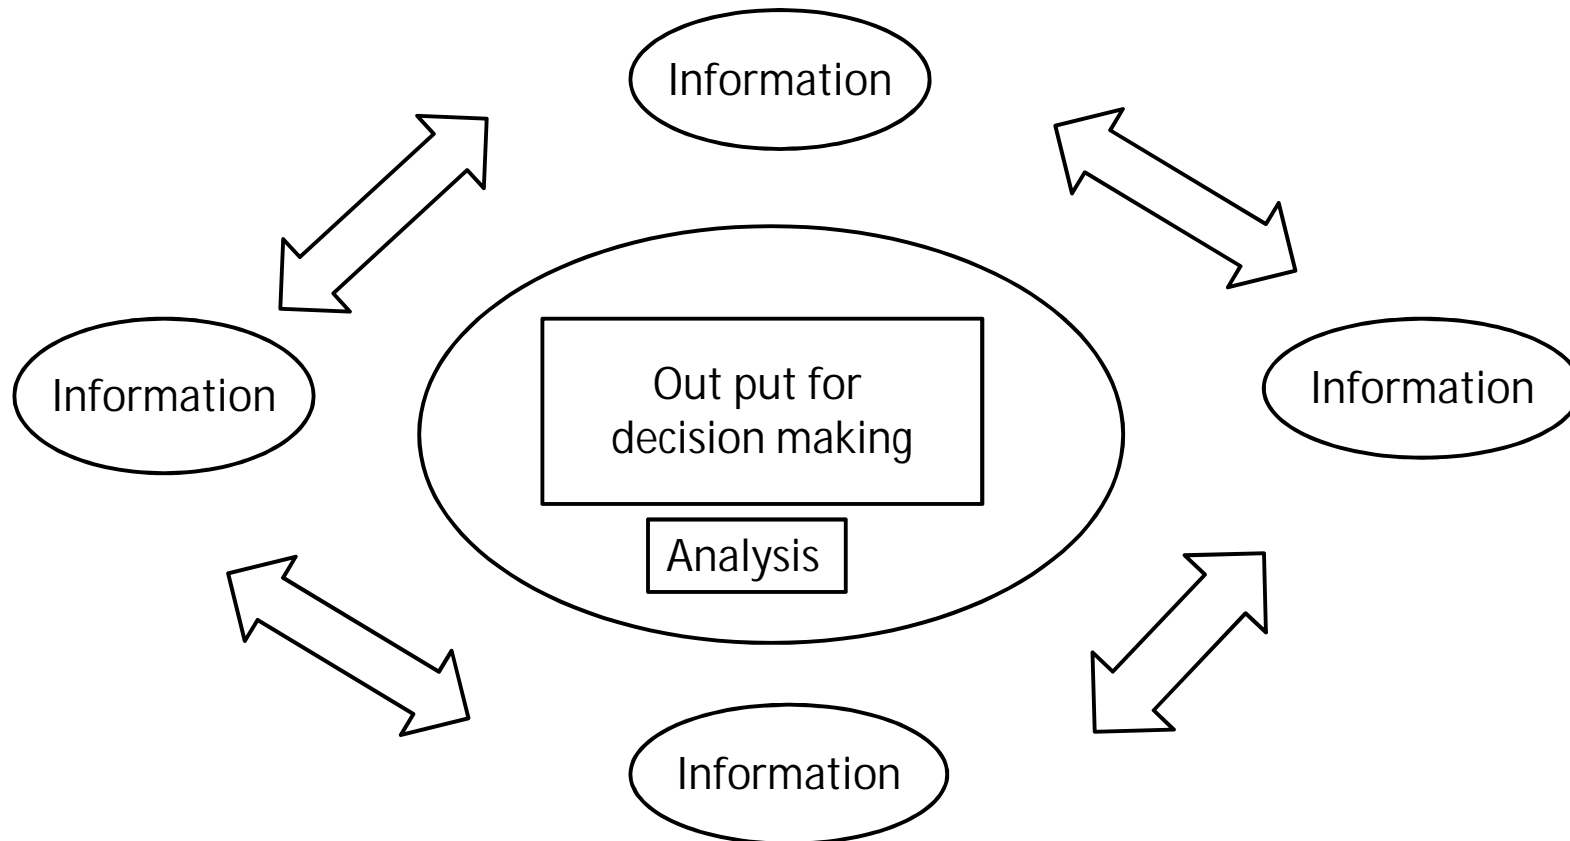 Information
Information
Out put for
decision making
Information
Analysis
Information